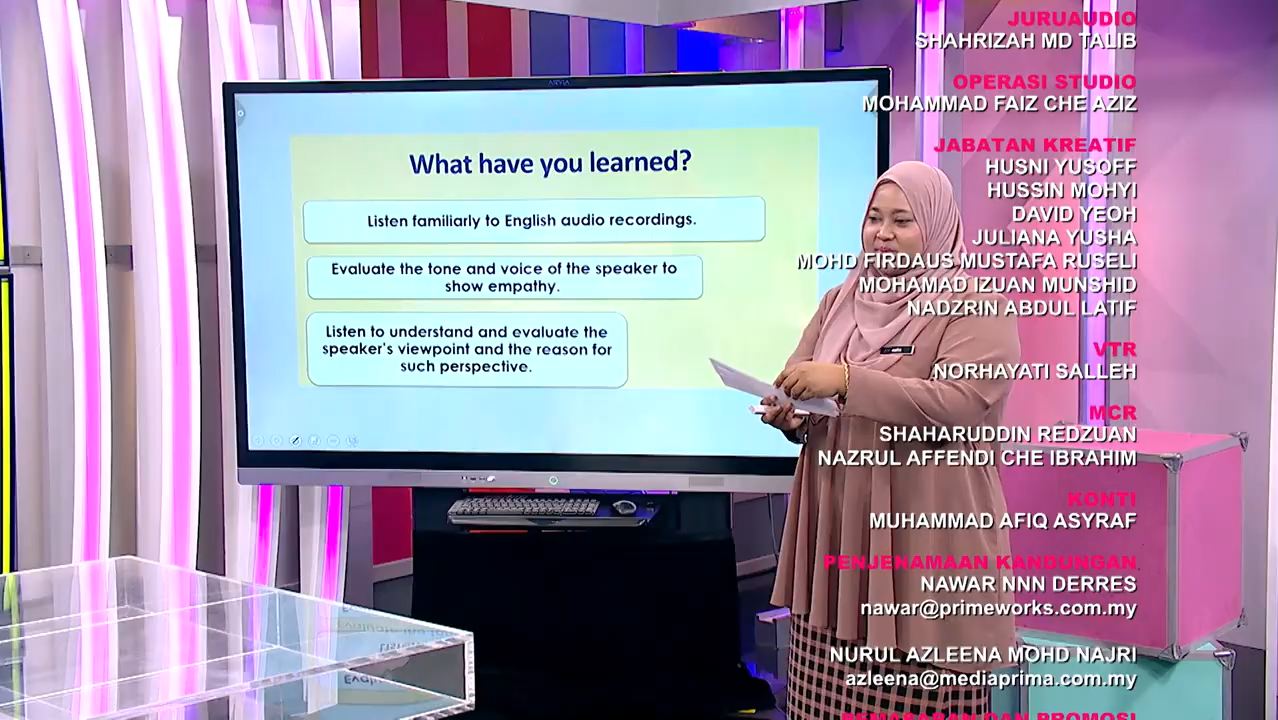 What have you learned?
Listen familiarly to English audio recordings.
Evaluate the tone and voice of the speaker to
show empathy.
Listen to understand and evaluate the
speaker's viewpoint and the reason for
such perspective.
JURUAUDIO
SHAHRIZAH MD TALIB
OPERASI STUDIO
MOHAMMAD FAIZ CHE AZIZ
JABATAN KREATIF
HUSNI YUSOFF
HUSSIN MOHYI
DAVID YEOH
JULIANA YUSHA
MOHD FIRDAUS MUSTAFA RUSELI
MOHAMAD IZUAN MUNSHID
NADZRIN ABDUL LATIF
VTR
NORHAYATI SALLEH
MCR
SHAHARUDDIN REDZUAN
NAZRUL AFFENDI CHE IBRAHIM
KONTI
MUHAMMAD AFIQ ASYRAF
PENJENAMAAN KANDUNGAN
NAWAR NNN DERRES
nawar@primeworks.com.my
NURUL AZLEENA MOHD NAJRI
azleena@mediaprima.com.my
PEMASARAN DAN PROMOSI